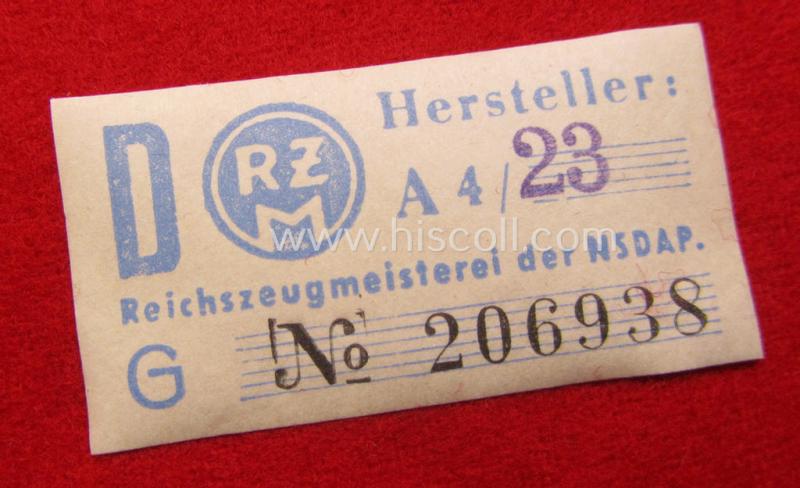 D RZM Hersteller:
A 4/23
www.hiscoll.com
Reichszeugmeisterei der NSDAP.
G № 206938